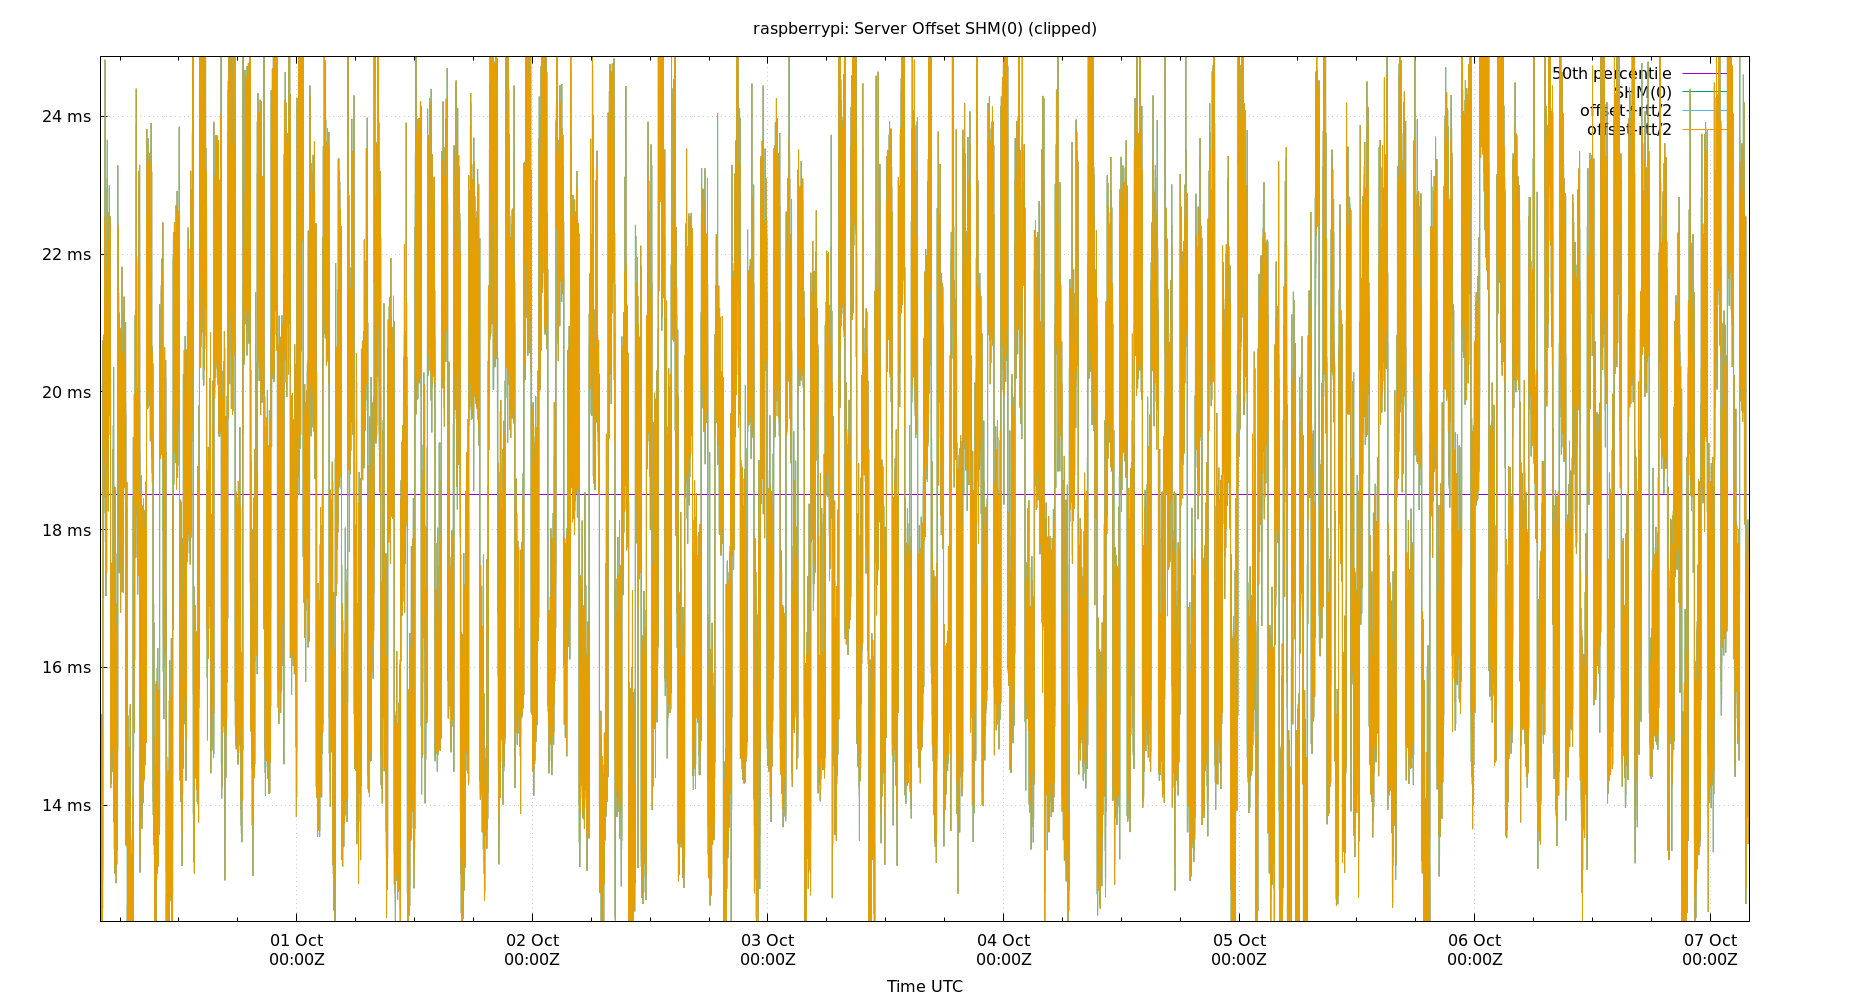 raspberrypi: Server Offset SHM(0) (clipped)
50th percentile
SHM(0)
offset+rtt/2
offset-rtt/2
24 ms
22 ms
20 ms
18 ms
16 ms
14 ms
01 Oct
00:00Z
02 Oct
00:00Z
03 Oct
00:00Z
04 Oct
00:00Z
05 Oct
00:00Z
06 Oct
00:00Z
07 Oct
00:00Z
Time UTC